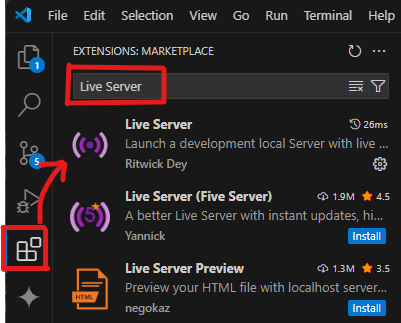 File Edit Selection View Go Run Terminal Hel
EXTENSIONS: MARKETPLACE
1
Live Server
5
Live Server 26ms
Launch a development local Server with live ...
Ritwick Dey
5
Live Server (Five Server) 1.9M 4.5
A better Live Server with instant updates, hi...
Yannick Install
Live Server Preview 1.3M 3.5
Preview your HTML file with localhost server...
negokaz Install
HTML